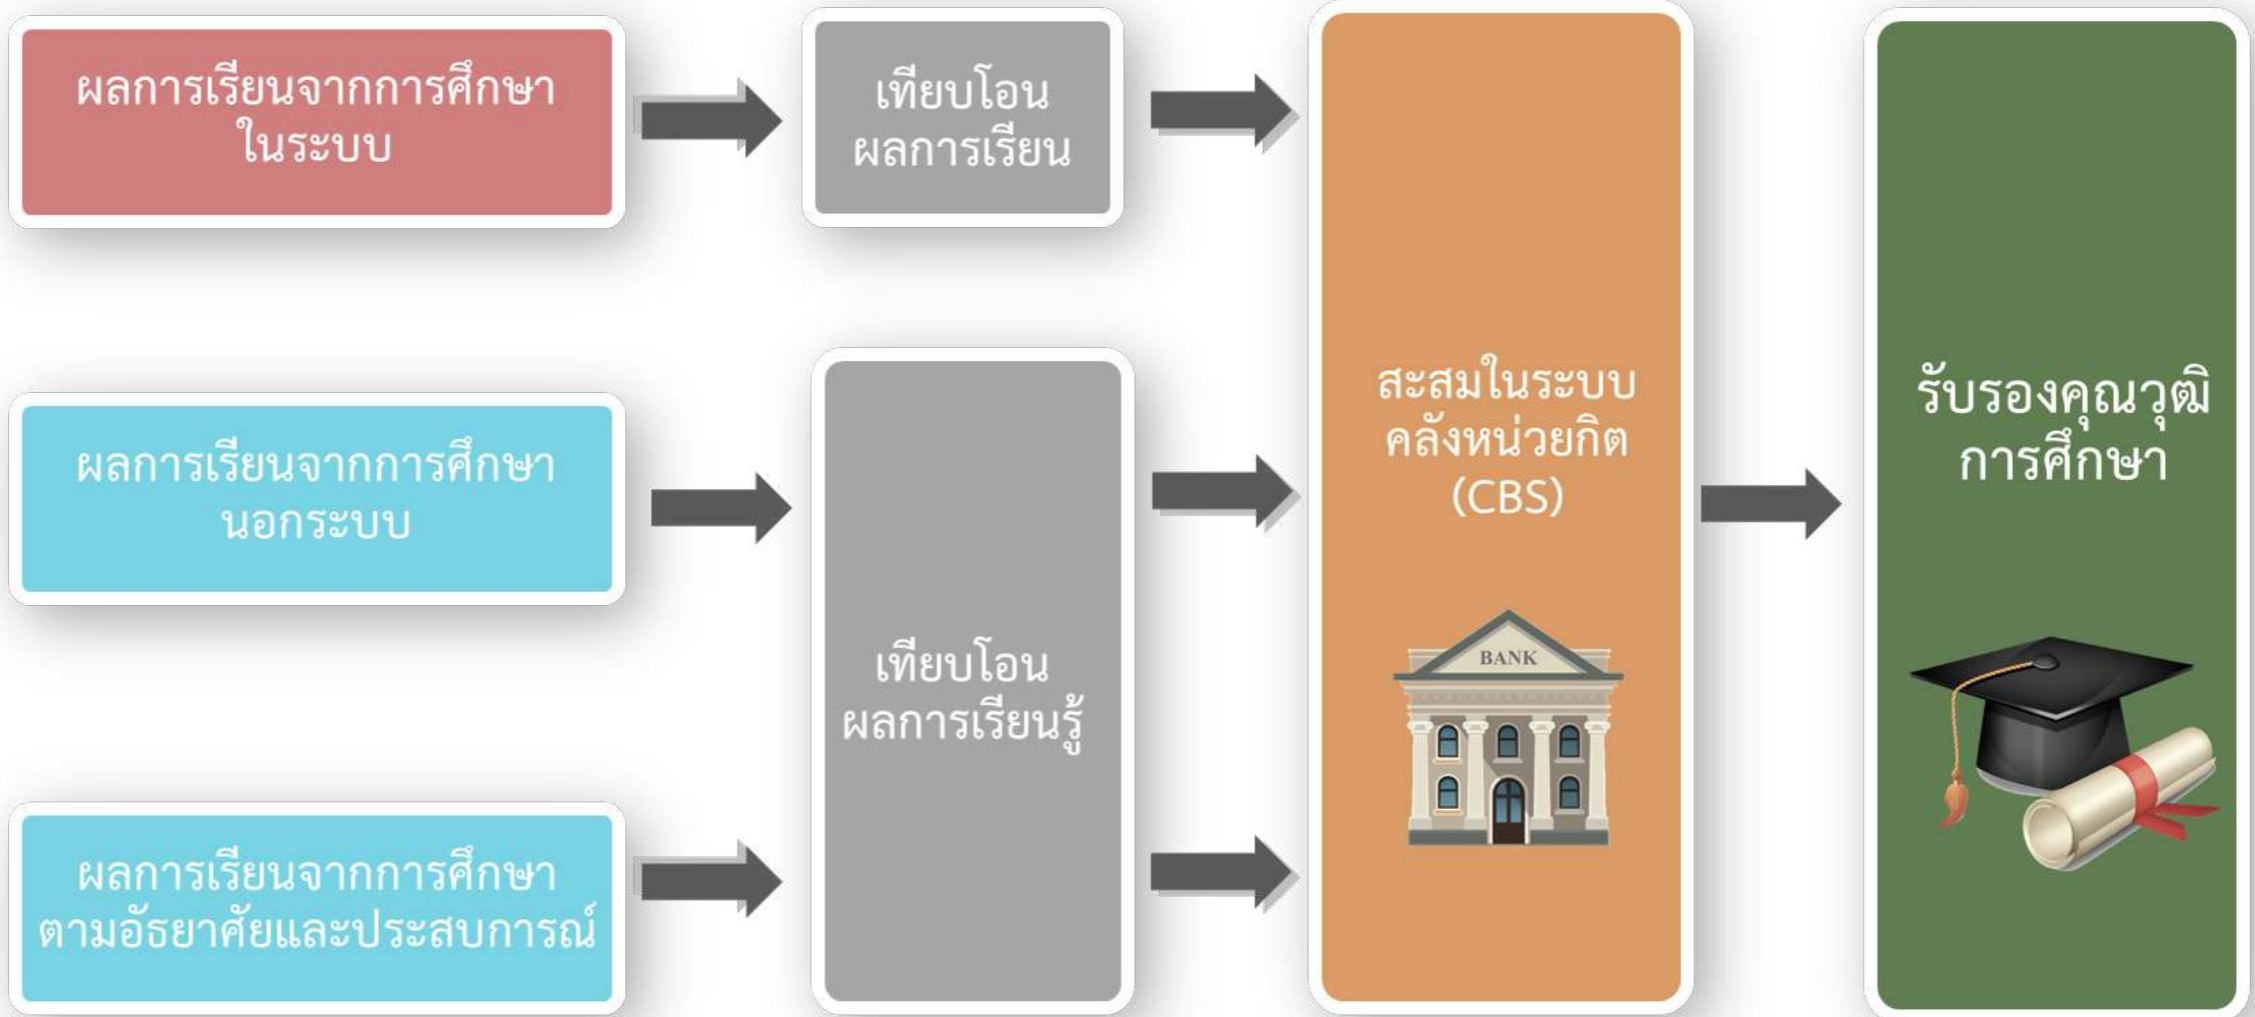 ผลการเรียนจากการศึกษา
ในระบบ
เทียบโอน
ผลการเรียน
ผลการเรียนจากการศึกษา
นอกระบบ
ผลการเรียนจากการศึกษา
ตามอัธยาศัยและประสบการณ์
เทียบโอน
ผลการเรียนรู้
สะสมในระบบ
คลังหน่วยกิต
(CBS)
BANK
รับรองคุณวุฒิ
การศึกษา